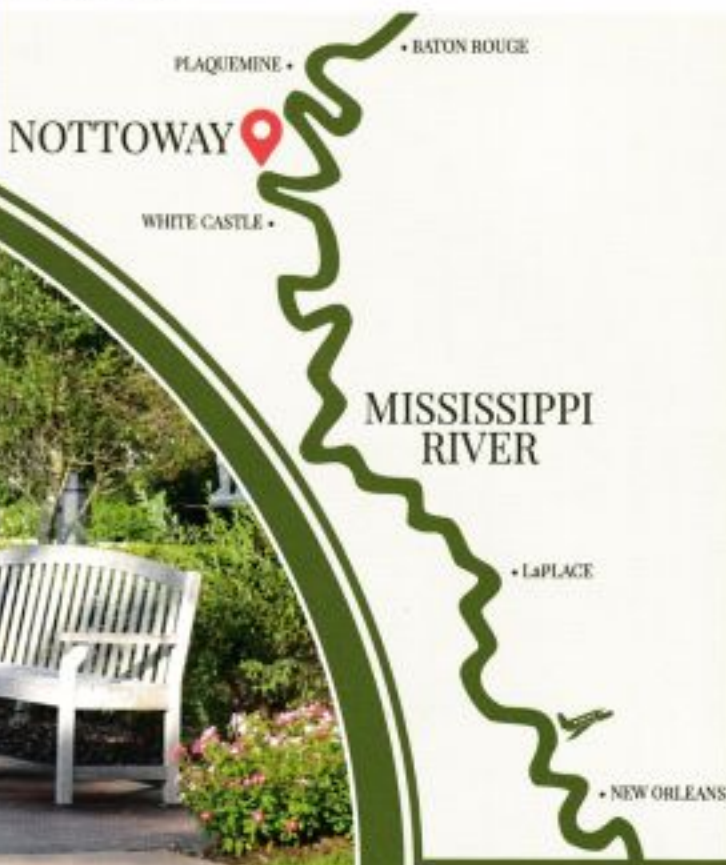 • BATON ROUGE
PLAQUEMINE •
NOTTOWAY
WHITE CASTLE •
MISSISSIPPI
RIVER
• LaPLACE
• NEW ORLEANS